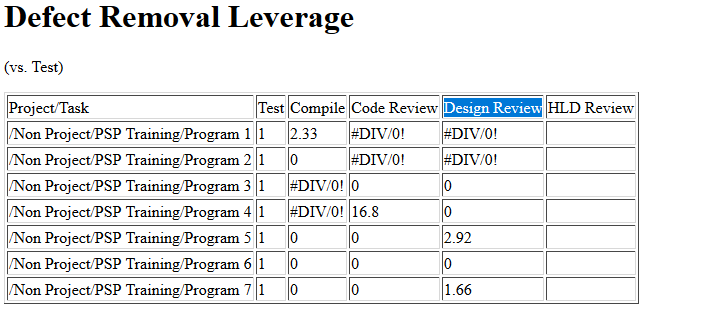 Defect Removal Leverage
(vs. Test)
Project/Task Test Compile Code Review Design Review HLD Review
/Non Project/PSP Training/Program 1 1 2.33 #DIV/0! #DIV/0!
/Non Project/PSP Training/Program 2 1 0 #DIV/0! #DIV/0!
/Non Project/PSP Training/Program 3 1 #DIV/0! 0 0
/Non Project/PSP Training/Program 4 1 #DIV/0! 16.8 0
/Non Project/PSP Training/Program 5 1 0 0 2.92
/Non Project/PSP Training/Program 6 1 0 0 0
/Non Project/PSP Training/Program 7 1 0 0 1.66